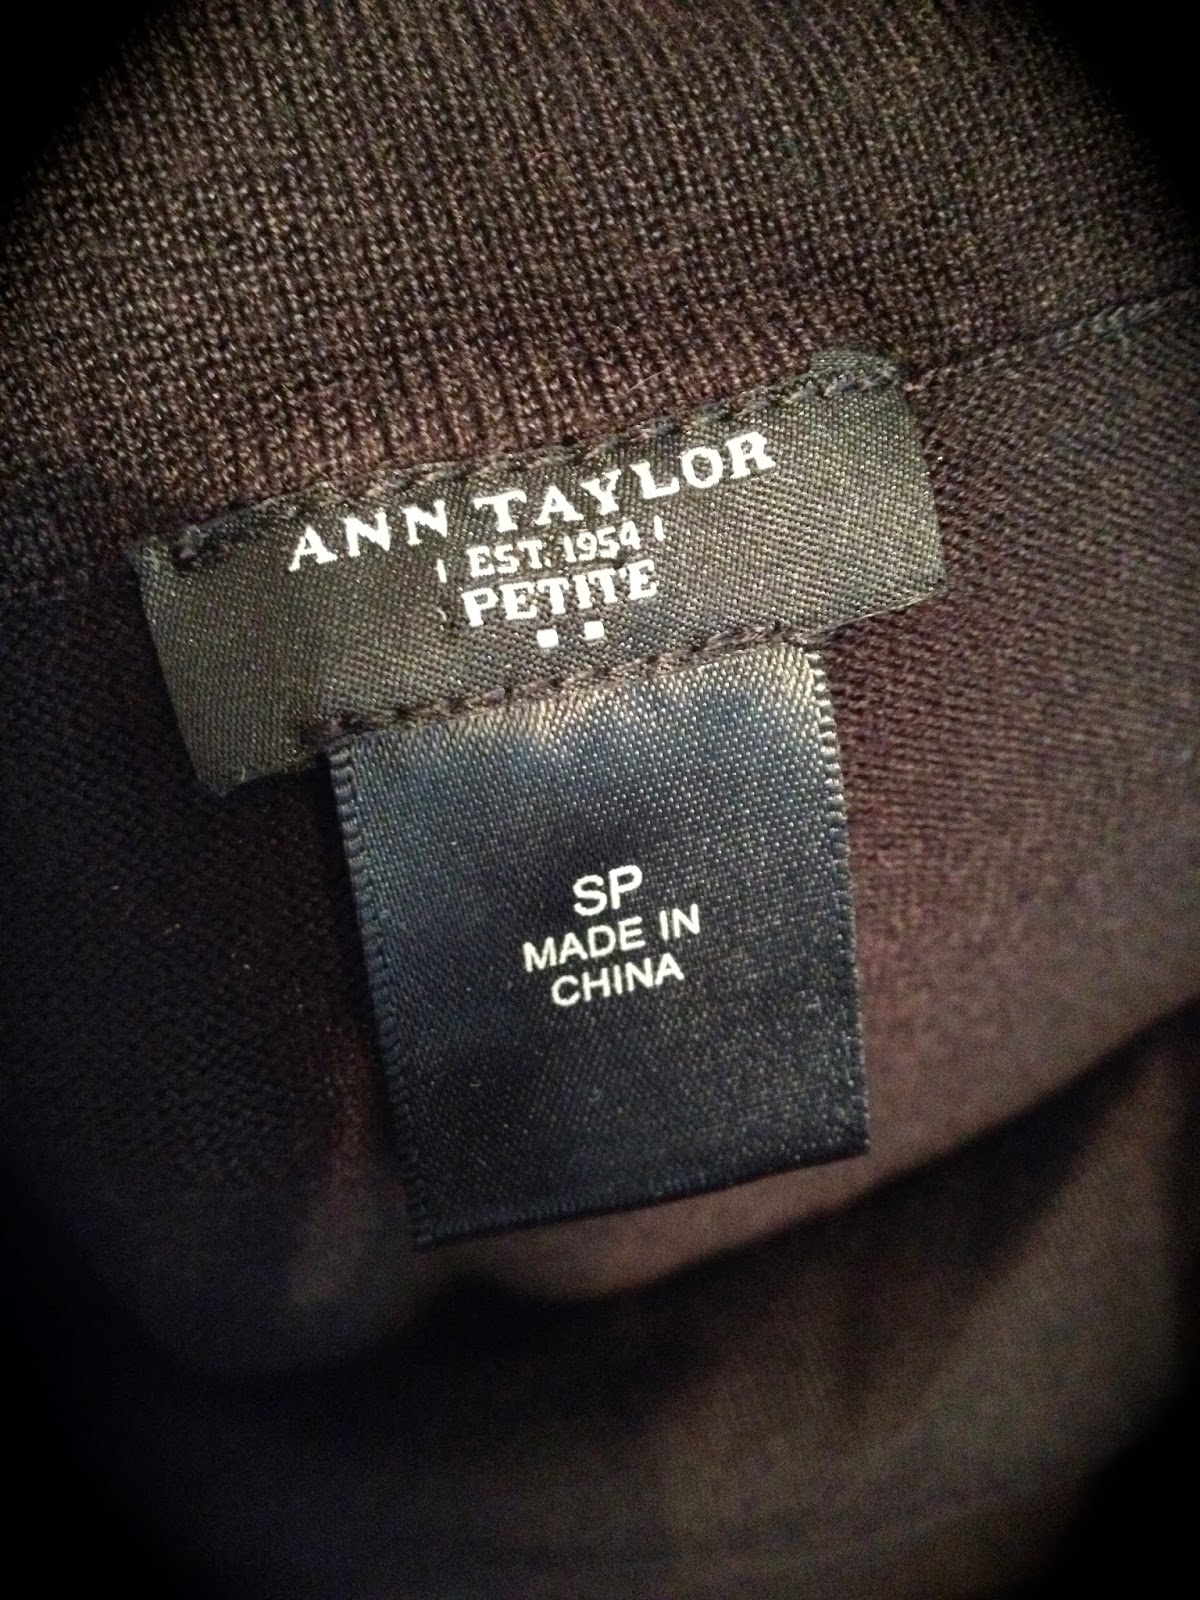 ANN TAYLOR
EST. 1954
PETITE
SP
MADE IN
CHINA